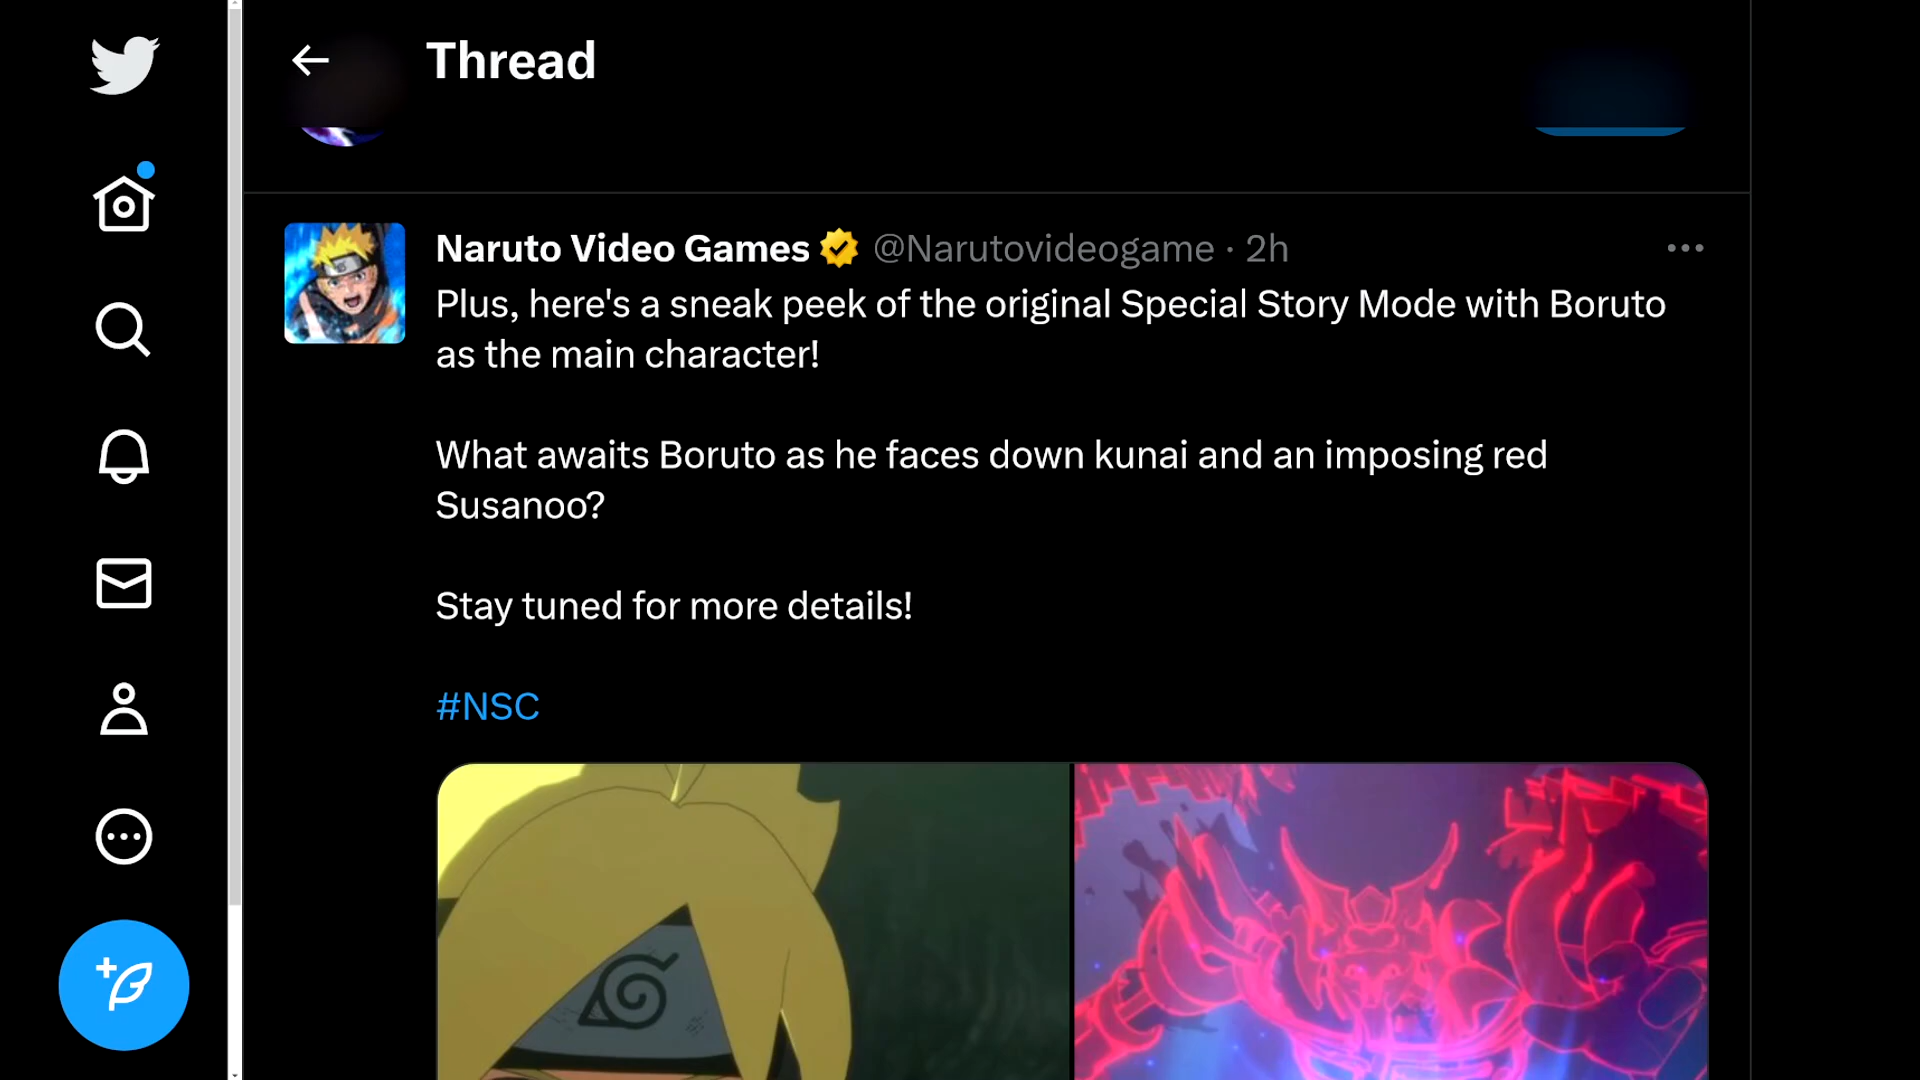 Thread
Naruto Video Games @Narutovideogame · 2h
Plus, here's a sneak peek of the original Special Story Mode with Boruto
as the main character!
What awaits Boruto as he faces down kunai and an imposing red
Susanoo?
Stay tuned for more details!
#NSC